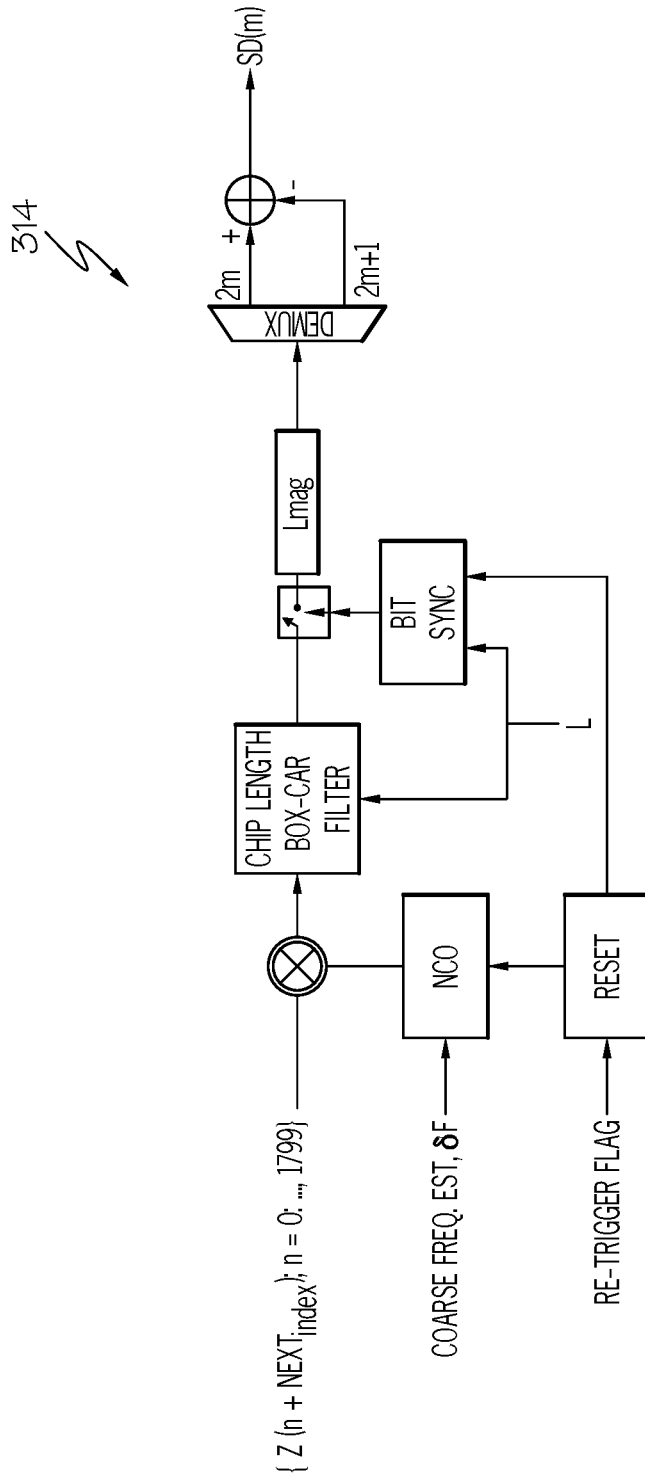 314
{ Z (n + NEXT_index); n = 0: ..., 1799}
CHIP LENGTH
BOX-CAR
FILTER
Lmag
DEMUX
2m
+
2m+1
-
SD(m)
COARSE FREQ. EST, δF
NCO
BIT
SYNC
L
RE-TRIGGER FLAG
RESET